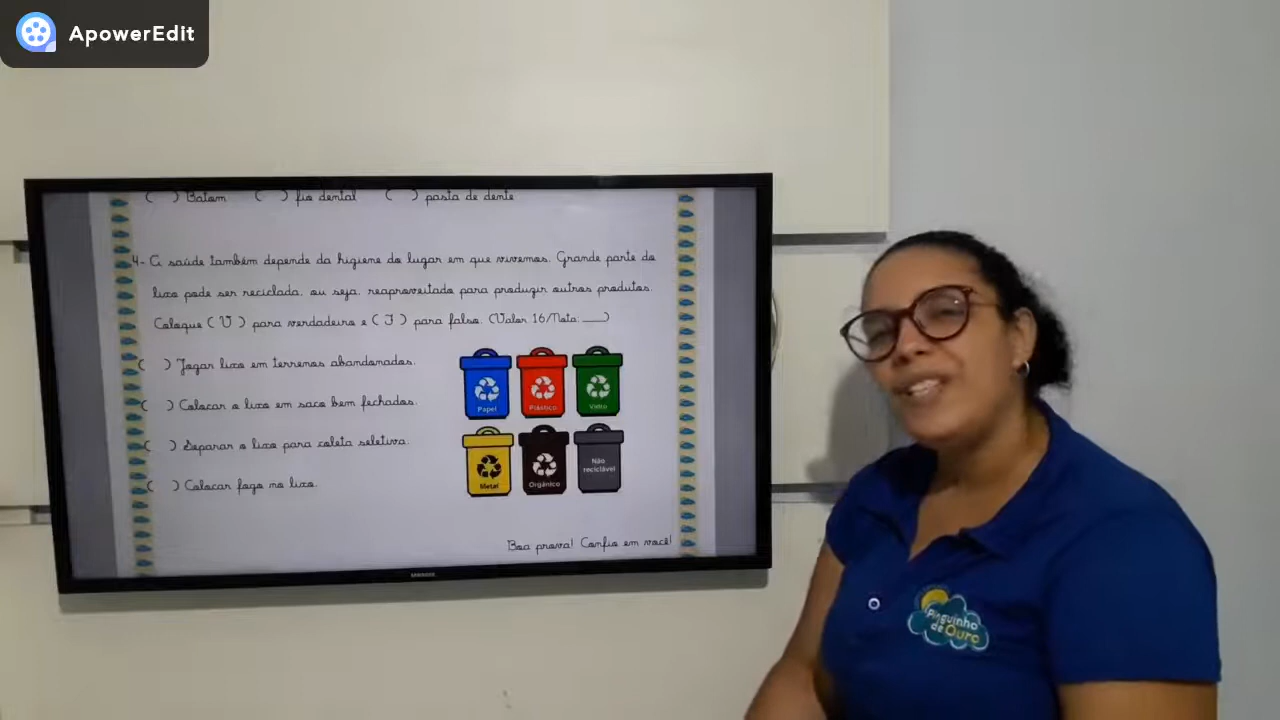 ApowerEdit
( ) Batom ( ) fio dental ( ) pasta de dente
4- A saúde também depende da higiene do lugar em que vivemos. Grande parte do
lixo pode ser reciclada, ou seja, reaproveitado para produzir outros produtos.
Coloque ( V ) para verdadeiro e ( F ) para falso. (Valor 16/Nota: ___)
( ) Jogar lixo em terrenos abandonados.
( ) Colocar o lixo em saco bem fechados.
( ) Separar o lixo para coleta seletiva.
( ) Colocar fogo no lixo.
Papel Plástico Vidro
Metal Orgânico Não
reciclável
Boa prova! Confio em você!
SAMSUNG
Pinguinho
de Ouro